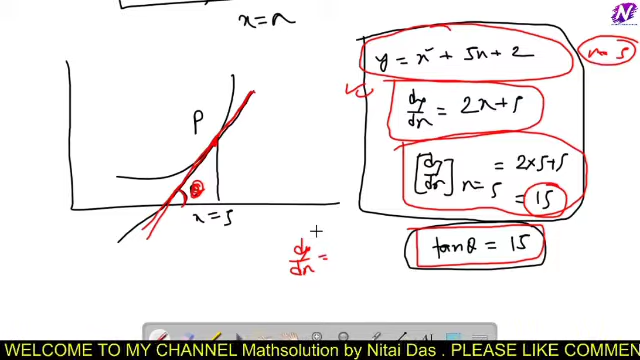 x = n
y = x² + 5x + 2
x = 5
dy/dx = 2x + 5
[dy/dx] x = 5 = 2×5+5
= 15
P
θ
x = 5
dy/dx =
tanθ = 15
WELCOME TO MY CHANNEL Mathsolution by Nitai Das . PLEASE LIKE COM